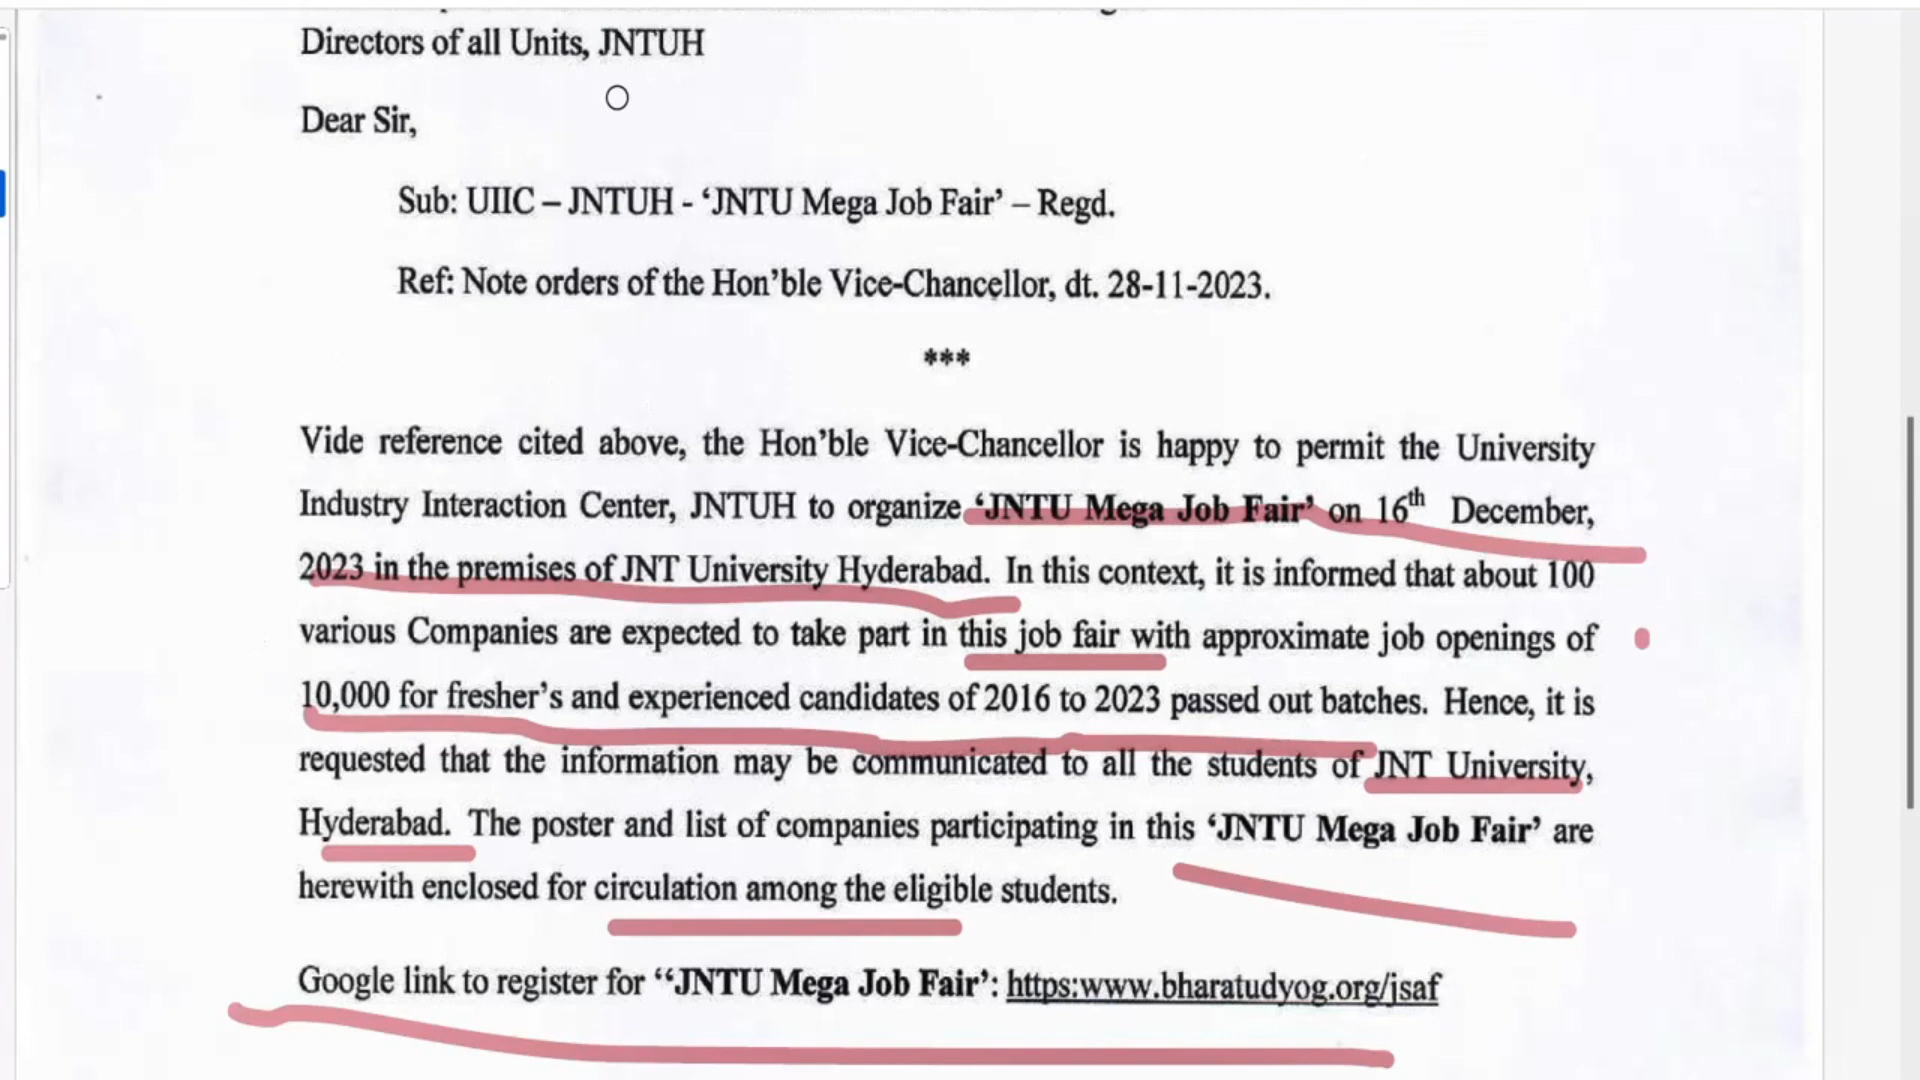 Directors of all Units, JNTUH
Dear Sir,
Sub: UIIC – JNTUH - ‘JNTU Mega Job Fair’ – Regd.
Ref: Note orders of the Hon’ble Vice-Chancellor, dt. 28-11-2023.
***
Vide reference cited above, the Hon’ble Vice-Chancellor is happy to permit the University
Industry Interaction Center, JNTUH to organize ‘JNTU Mega Job Fair’ on 16th December,
2023 in the premises of JNT University Hyderabad. In this context, it is informed that about 100
various Companies are expected to take part in this job fair with approximate job openings of
10,000 for fresher’s and experienced candidates of 2016 to 2023 passed out batches. Hence, it is
requested that the information may be communicated to all the students of JNT University,
Hyderabad. The poster and list of companies participating in this ‘JNTU Mega Job Fair’ are
herewith enclosed for circulation among the eligible students.
Google link to register for “JNTU Mega Job Fair’: https:www.bharatudyog.org/jsaf